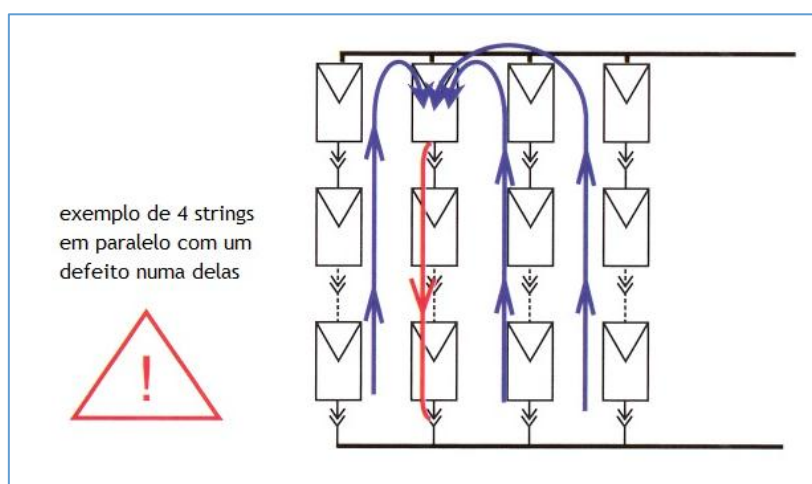 exemplo de 4 strings
em paralelo com um
defeito numa delas
!